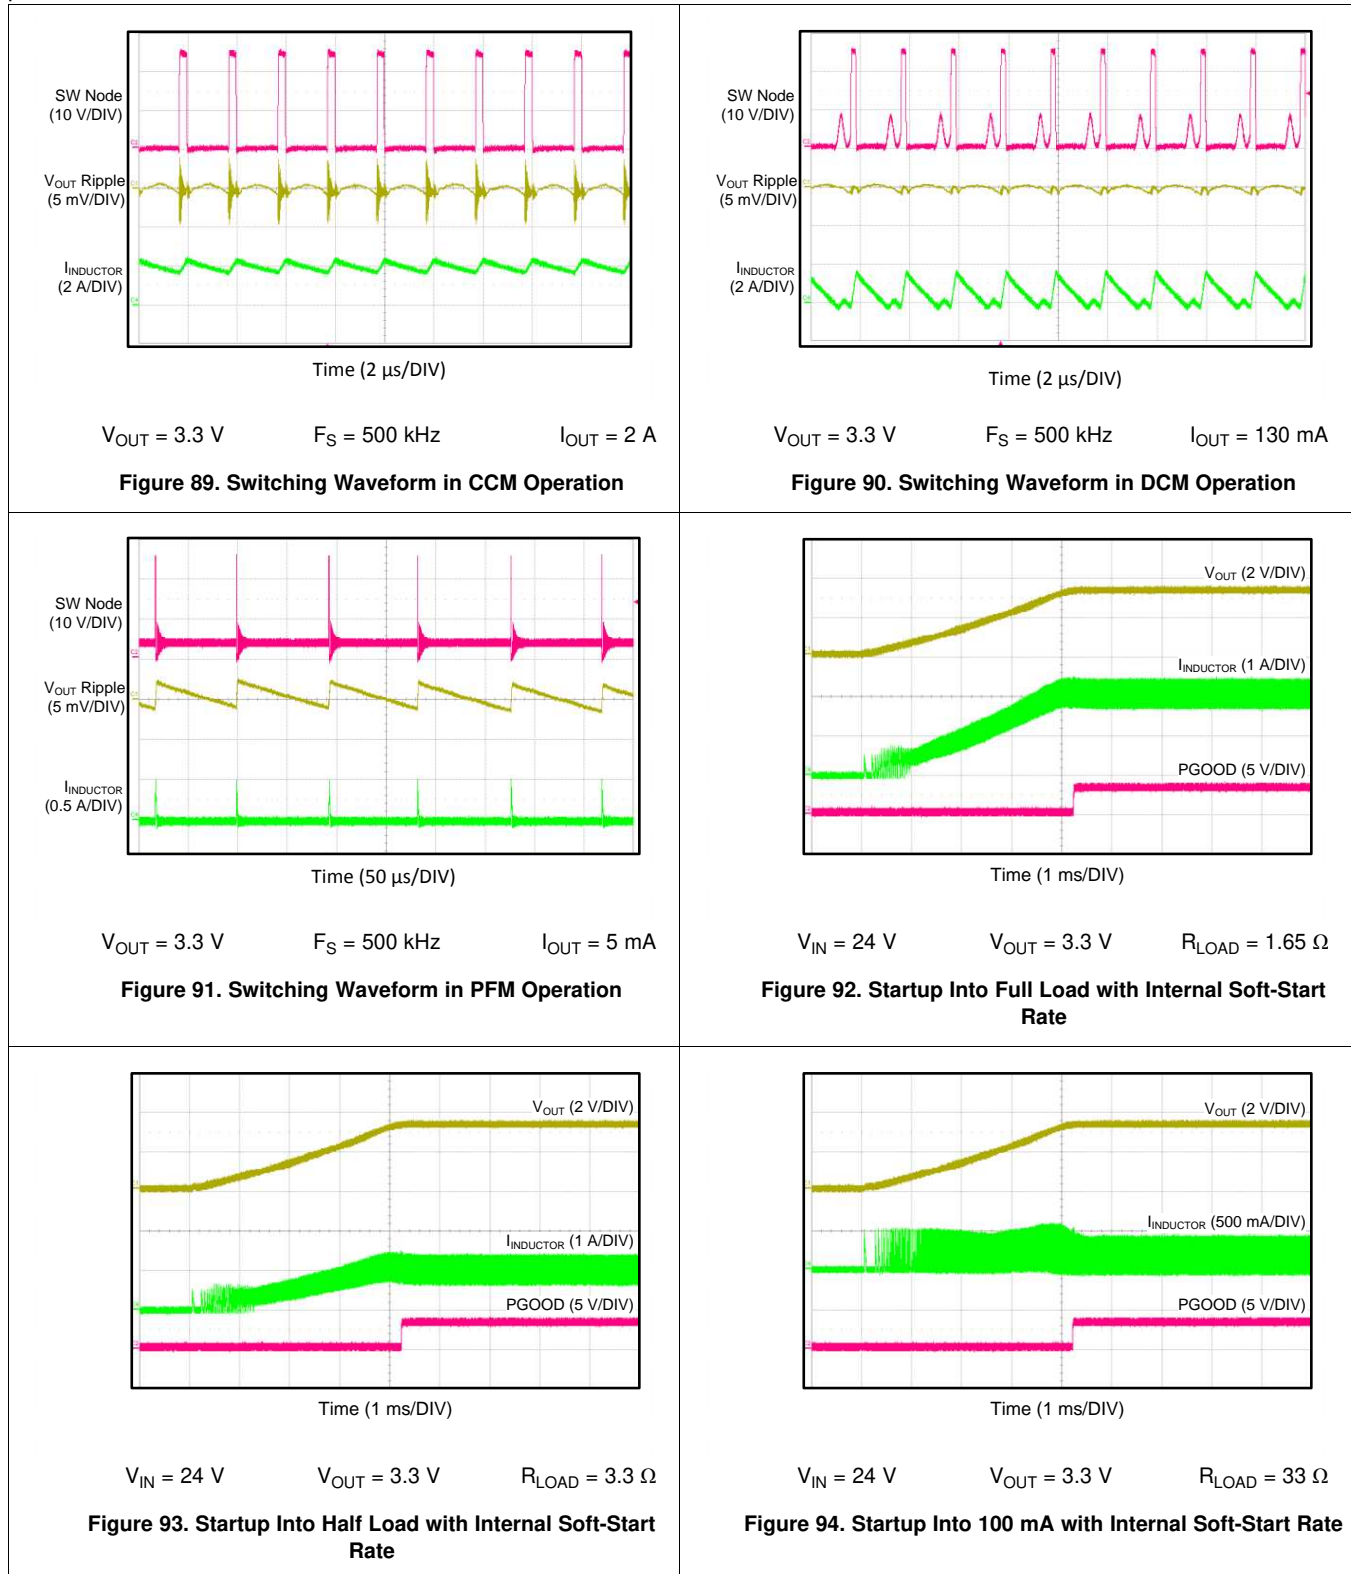 SW Node
(10 V/DIV)
VOUT Ripple
(5 mV/DIV)
IINDUCTOR
(2 A/DIV)
Time (2 µs/DIV)
VOUT = 3.3 V FS = 500 kHz IOUT = 2 A
Figure 89. Switching Waveform in CCM Operation
SW Node
(10 V/DIV)
VOUT Ripple
(5 mV/DIV)
IINDUCTOR
(2 A/DIV)
Time (2 µs/DIV)
VOUT = 3.3 V FS = 500 kHz IOUT = 130 mA
Figure 90. Switching Waveform in DCM Operation
SW Node
(10 V/DIV)
VOUT Ripple
(5 mV/DIV)
IINDUCTOR
(0.5 A/DIV)
Time (50 µs/DIV)
VOUT = 3.3 V FS = 500 kHz IOUT = 5 mA
Figure 91. Switching Waveform in PFM Operation
VOUT (2 V/DIV)
IINDUCTOR (1 A/DIV)
PGOOD (5 V/DIV)
Time (1 ms/DIV)
VIN = 24 V VOUT = 3.3 V RLOAD = 1.65 Ω
Figure 92. Startup Into Full Load with Internal Soft-Start
Rate
VOUT (2 V/DIV)
IINDUCTOR (1 A/DIV)
PGOOD (5 V/DIV)
Time (1 ms/DIV)
VIN = 24 V VOUT = 3.3 V RLOAD = 3.3 Ω
Figure 93. Startup Into Half Load with Internal Soft-Start
Rate
VOUT (2 V/DIV)
IINDUCTOR (500 mA/DIV)
PGOOD (5 V/DIV)
Time (1 ms/DIV)
VIN = 24 V VOUT = 3.3 V RLOAD = 33 Ω
Figure 94. Startup Into 100 mA with Internal Soft-Start Rate